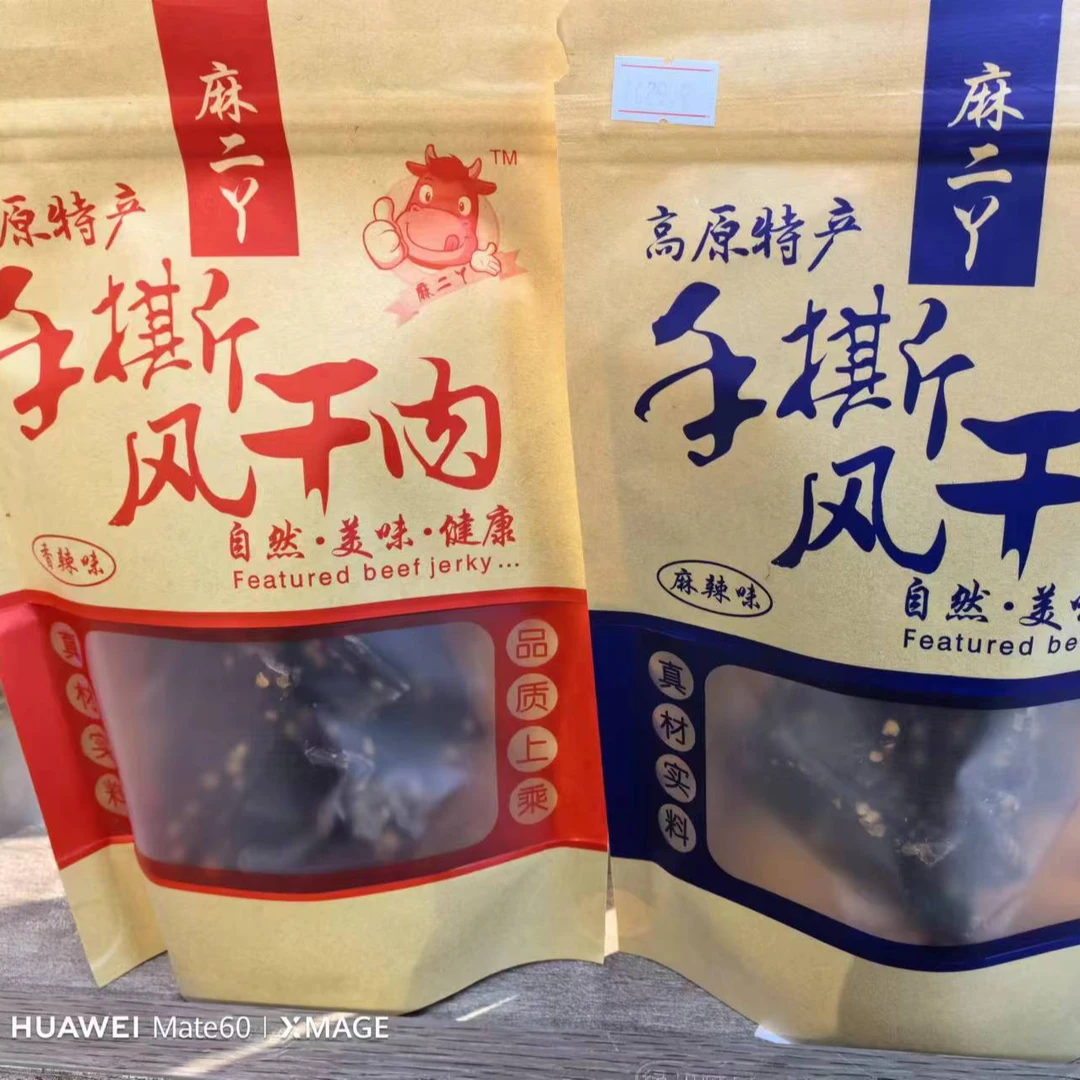 麻二丫
TM
麻二丫
原特产
手撕
风干肉
自然·美味·健康
Featured beef jerky...
香辣味
真材实料
品质上乘
麻二丫
高原特产
手撕
风干
自然·美味
Featured be
麻辣味
真材实料
HUAWEI Mate60 | XMAGE